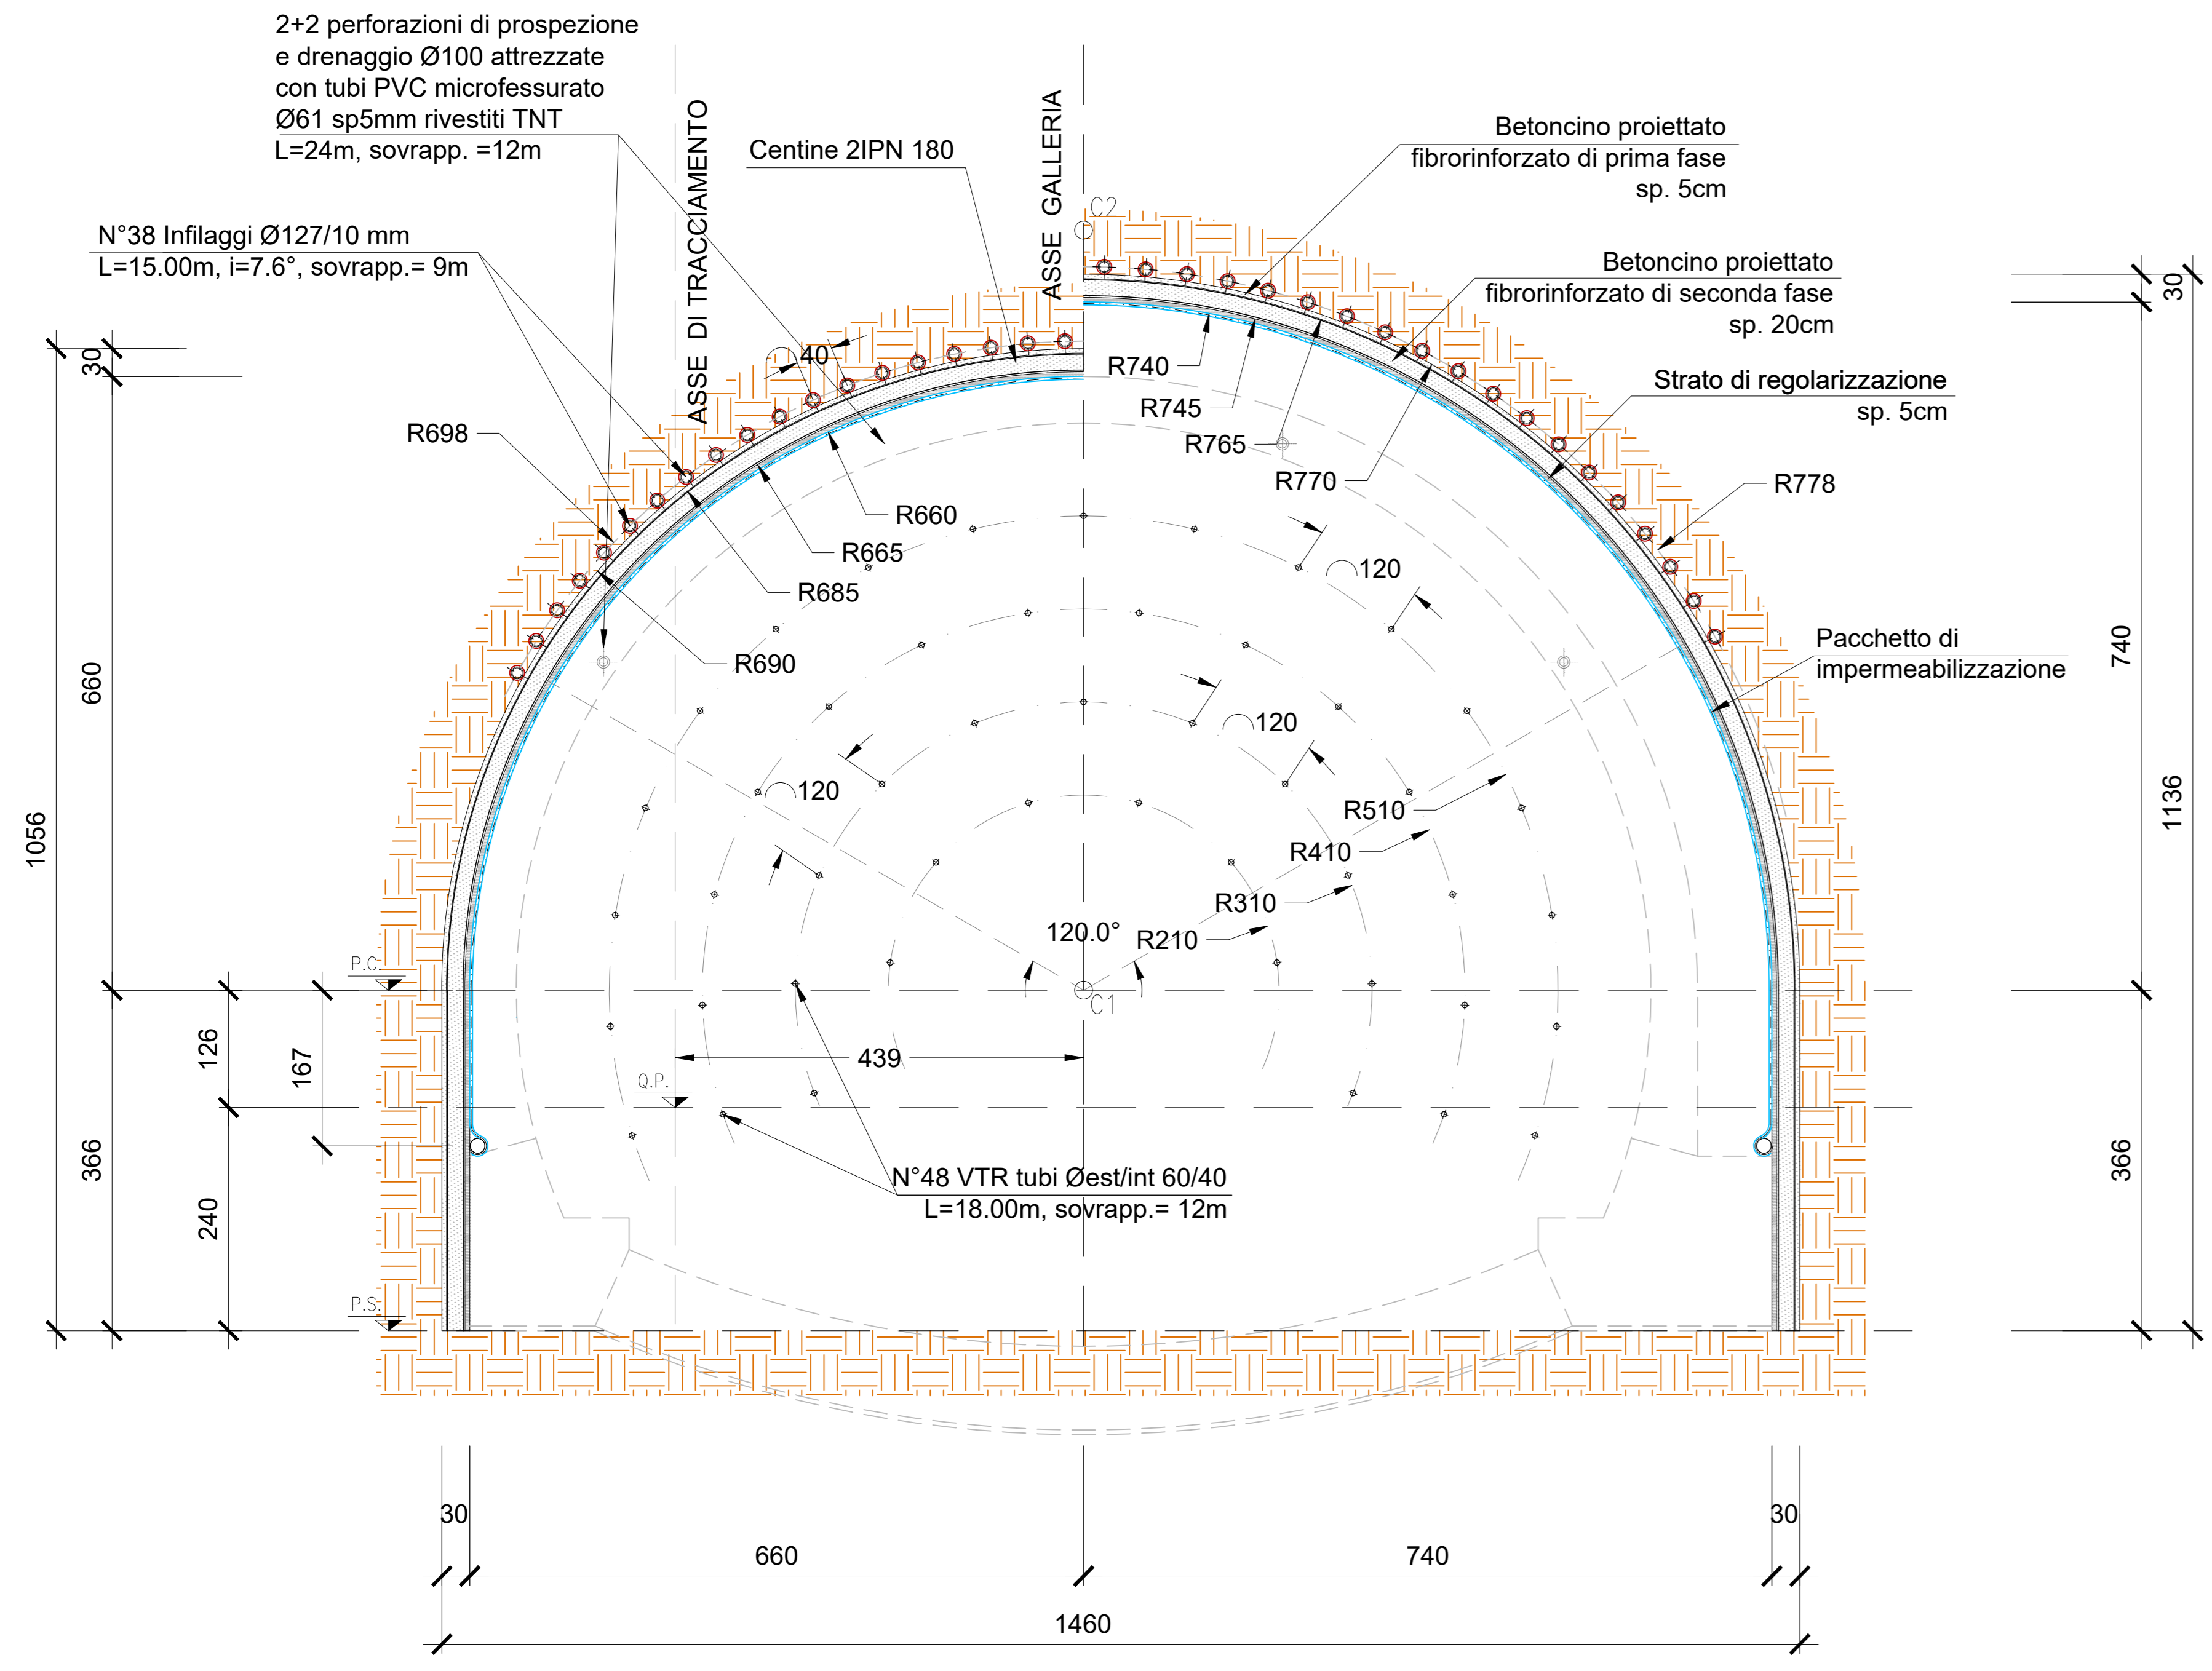 2+2 perforazioni di prospezione
e drenaggio Ø100 attrezzate
con tubi PVC microfessurato
Ø61 sp5mm rivestiti TNT
L=24m, sovrapp. =12m
N°38 Infilaggi Ø127/10 mm
L=15.00m, i=7.6°, sovrapp.= 9m
ASSE DI TRACCIAMENTO
Centine 2IPN 180
ASSE GALLERIA
C2
Betoncino proiettato
fibrorinforzato di prima fase
sp. 5cm
Betoncino proiettato
fibrorinforzato di seconda fase
sp. 20cm
Strato di regolarizzazione
sp. 5cm
Pacchetto di
impermeabilizzazione
40
R698
R660
R665
R685
R690
R740
R745
R765
R770
R778
120
120
120
R510
R410
R310
R210
120.0°
C1
439
P.C.
Q.P.
P.S.
N°48 VTR tubi Øest/int 60/40
L=18.00m, sovrapp.= 12m
30
660
1056
366
126
167
240
30
740
1136
366
30
660
740
30
1460